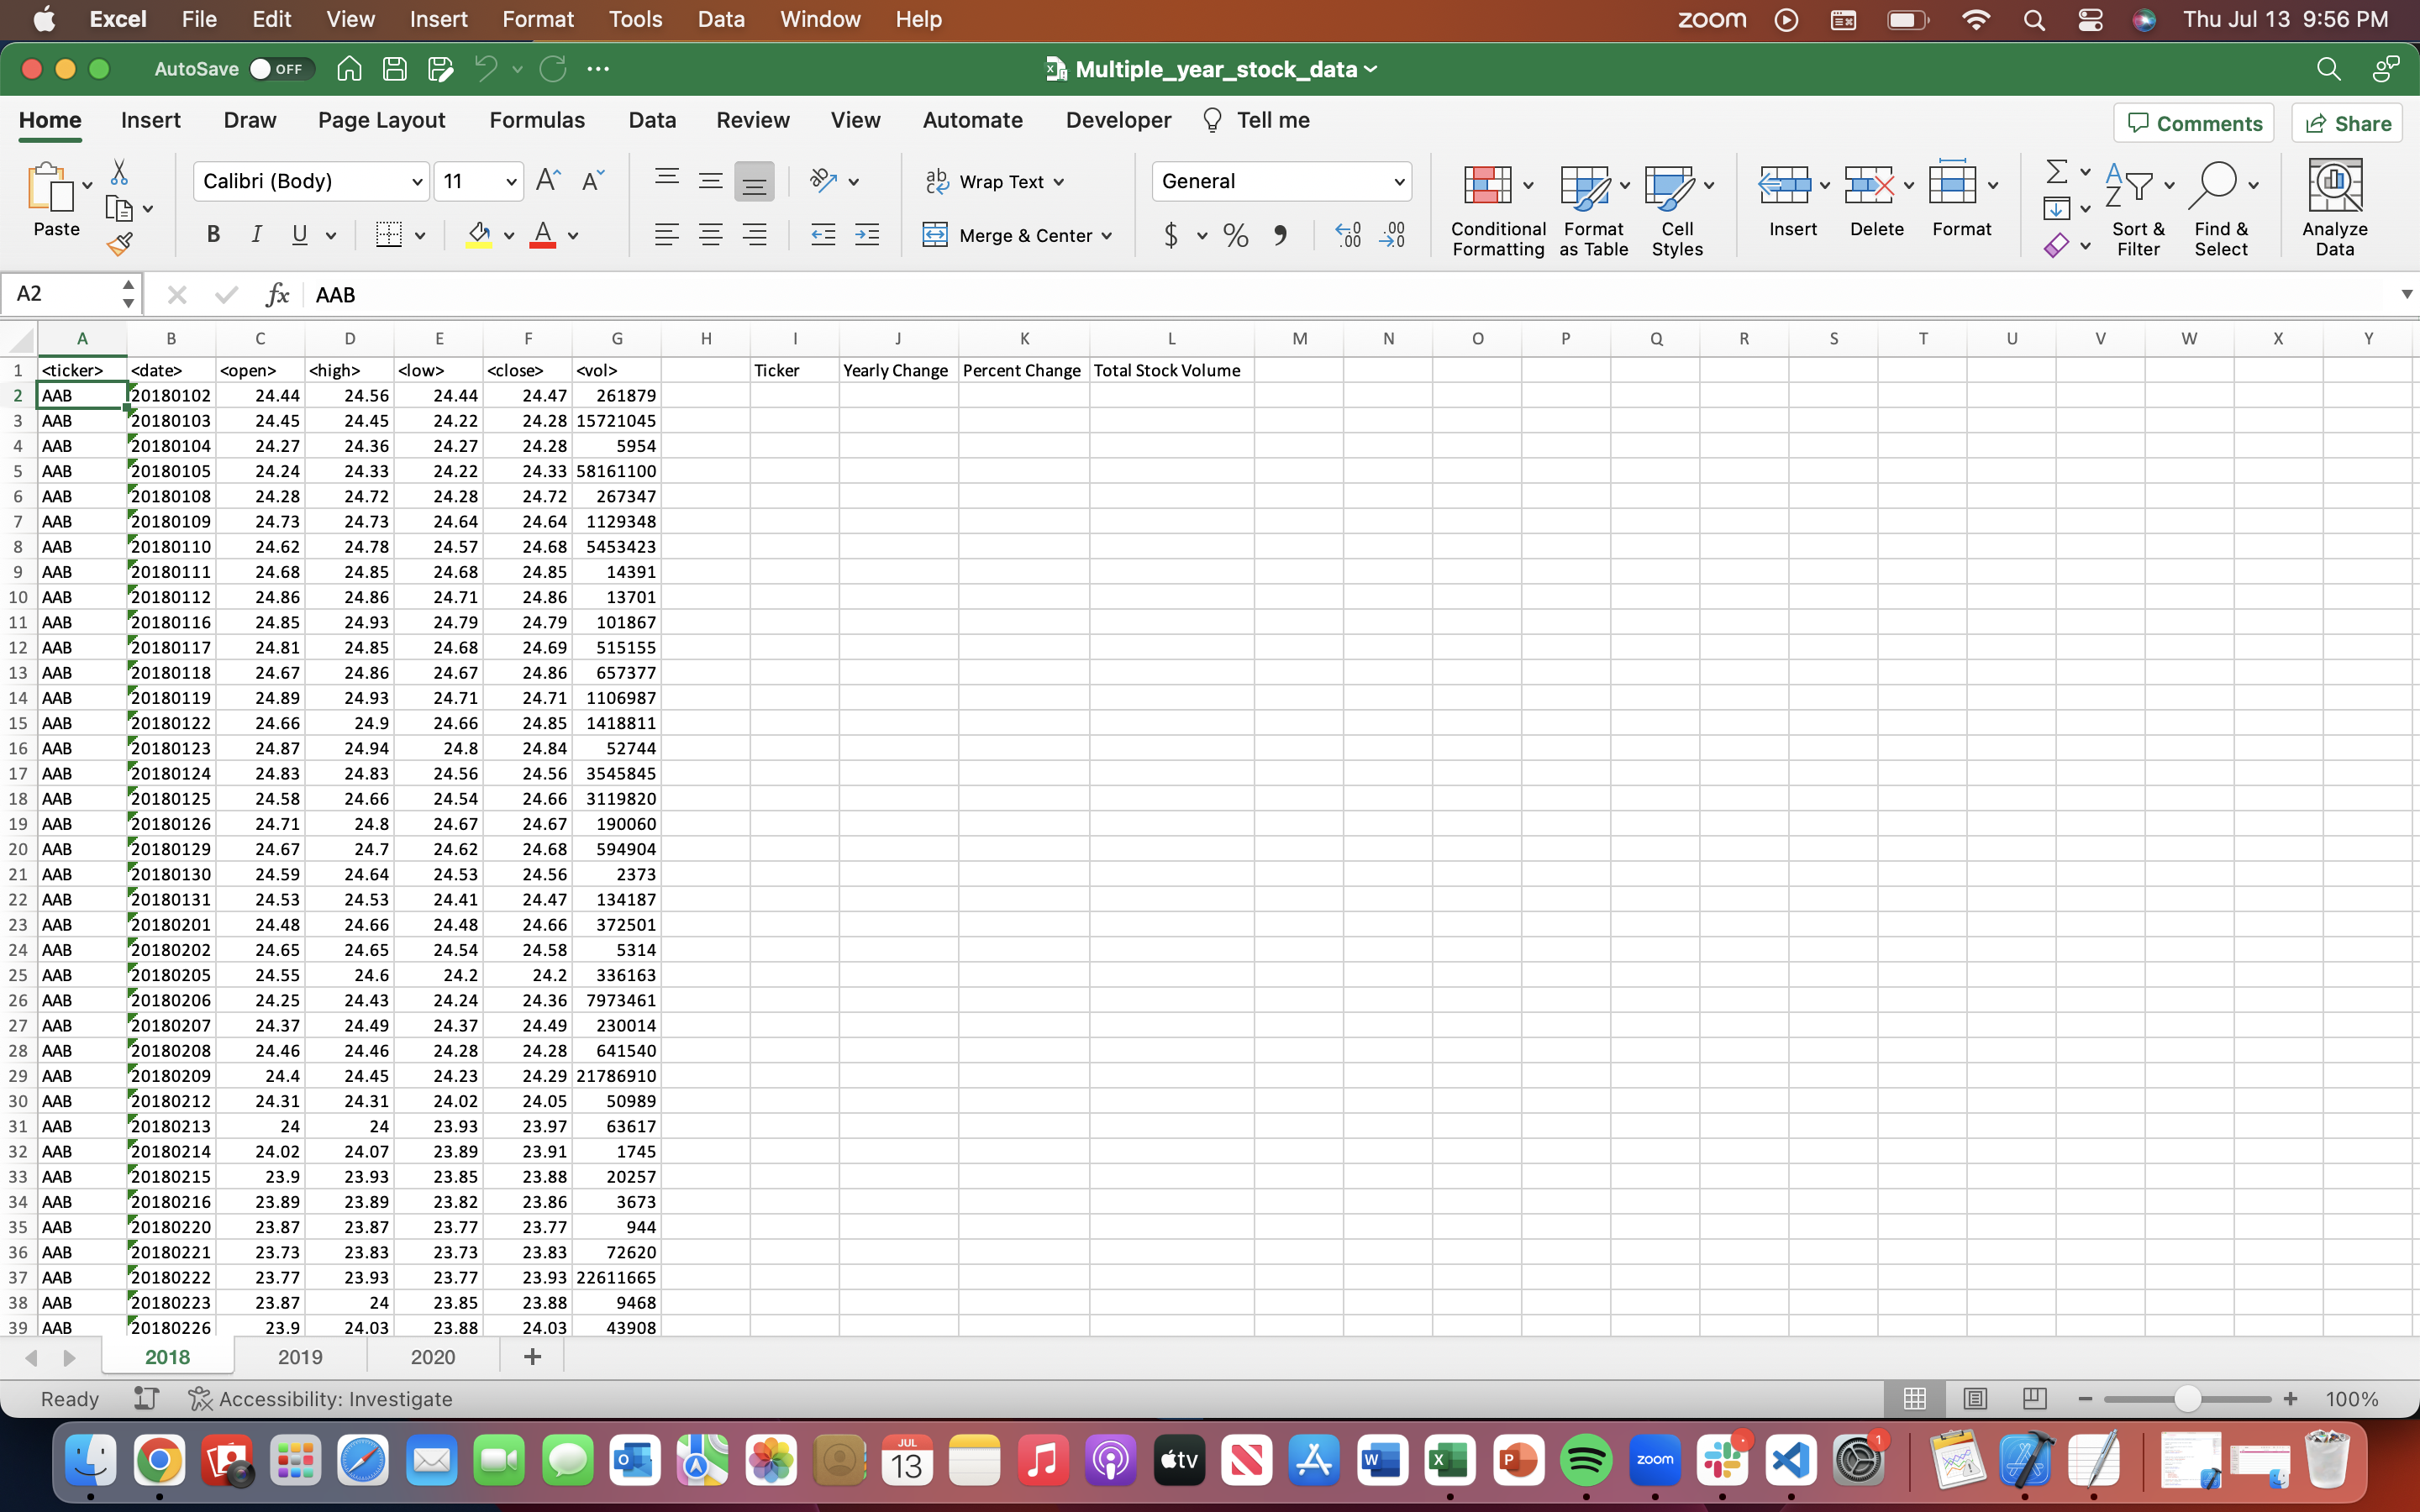 Excel File Edit View Insert Format Tools Data Window Help zoom Thu Jul 13 9:56 PM
AutoSave OFF Multiple_year_stock_data
Home Insert Draw Page Layout Formulas Data Review View Automate Developer Tell me Comments Share
Paste Calibri (Body) 11 Wrap Text General
B I U A Merge & Center $ % Conditional Formatting Format as Table Cell Styles Insert Delete Format Sort & Filter Find & Select Analyze Data
A2 fx AAB
A B C D E F G H I J K L M N O P Q R S T U V W X Y
1 <ticker> <date> <open> <high> <low> <close> <vol> Ticker Yearly Change Percent Change Total Stock Volume
2 AAB 20180102 24.44 24.56 24.44 24.47 261879
3 AAB 20180103 24.45 24.45 24.22 24.28 15721045
4 AAB 20180104 24.27 24.36 24.27 24.28 5954
5 AAB 20180105 24.24 24.33 24.22 24.33 58161100
6 AAB 20180108 24.28 24.72 24.28 24.72 267347
7 AAB 20180109 24.73 24.73 24.64 24.64 1129348
8 AAB 20180110 24.62 24.78 24.57 24.68 5453423
9 AAB 20180111 24.68 24.85 24.68 24.85 14391
10 AAB 20180112 24.86 24.86 24.71 24.86 13701
11 AAB 20180116 24.85 24.93 24.79 24.79 101867
12 AAB 20180117 24.81 24.85 24.68 24.69 515155
13 AAB 20180118 24.67 24.86 24.67 24.86 657377
14 AAB 20180119 24.89 24.93 24.71 24.71 1106987
15 AAB 20180122 24.66 24.9 24.66 24.85 1418811
16 AAB 20180123 24.87 24.94 24.8 24.84 52744
17 AAB 20180124 24.83 24.83 24.56 24.56 3545845
18 AAB 20180125 24.58 24.66 24.54 24.66 3119820
19 AAB 20180126 24.71 24.8 24.67 24.67 190060
20 AAB 20180129 24.67 24.7 24.62 24.68 594904
21 AAB 20180130 24.59 24.64 24.53 24.56 2373
22 AAB 20180131 24.53 24.53 24.41 24.47 134187
23 AAB 20180201 24.48 24.66 24.48 24.66 372501
24 AAB 20180202 24.65 24.65 24.54 24.58 5314
25 AAB 20180205 24.55 24.6 24.2 24.2 336163
26 AAB 20180206 24.25 24.43 24.24 24.36 7973461
27 AAB 20180207 24.37 24.49 24.37 24.49 230014
28 AAB 20180208 24.46 24.46 24.28 24.28 641540
29 AAB 20180209 24.4 24.45 24.23 24.29 21786910
30 AAB 20180212 24.31 24.31 24.02 24.05 50989
31 AAB 20180213 24 24 23.93 23.97 63617
32 AAB 20180214 24.02 24.07 23.89 23.91 1745
33 AAB 20180215 23.9 23.93 23.85 23.88 20257
34 AAB 20180216 23.89 23.89 23.82 23.86 3673
35 AAB 20180220 23.87 23.87 23.77 23.77 944
36 AAB 20180221 23.73 23.83 23.73 23.83 72620
37 AAB 20180222 23.77 23.93 23.77 23.93 22611665
38 AAB 20180223 23.87 24 23.85 23.88 9468
39 AAB 20180226 23.9 24.03 23.88 24.03 43908
2018 2019 2020 +
Ready Accessibility: Investigate 100%
JUL 13 tv zoom 1